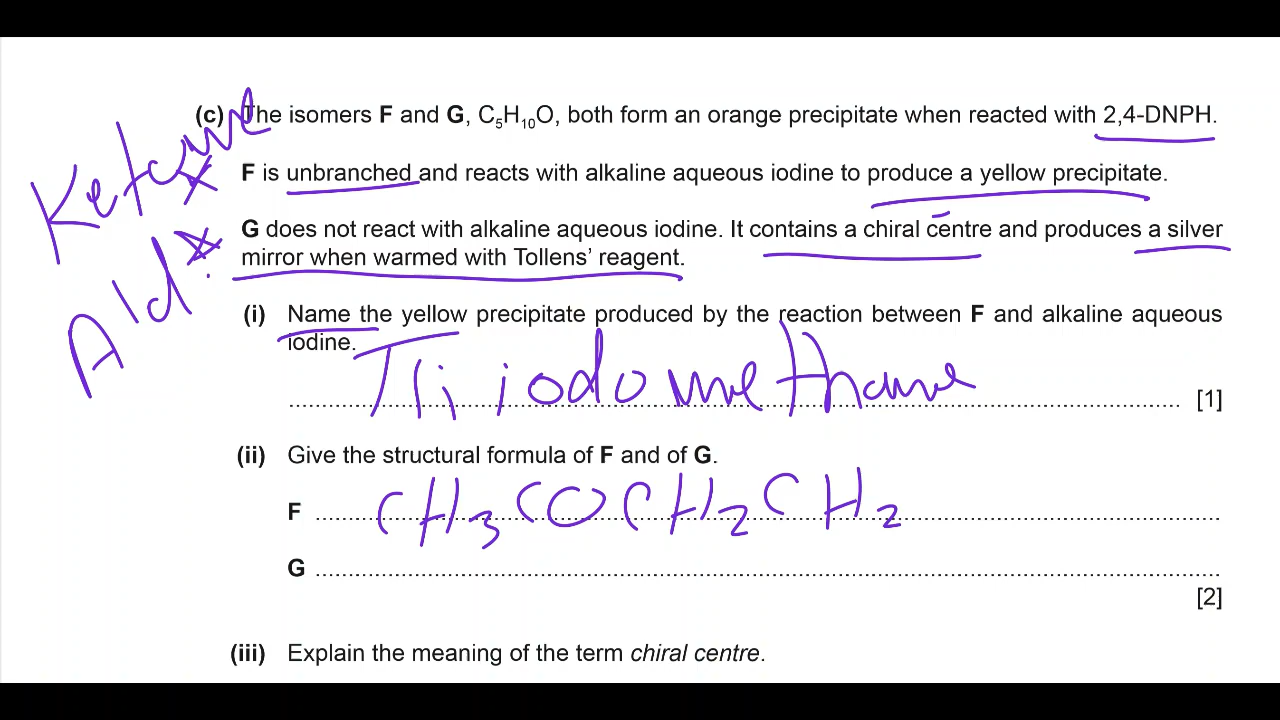 Ketone
Ald
(c) The isomers F and G, C₅H₁₀O, both form an orange precipitate when reacted with 2,4-DNPH.
F is unbranched and reacts with alkaline aqueous iodine to produce a yellow precipitate.
G does not react with alkaline aqueous iodine. It contains a chiral centre and produces a silver
mirror when warmed with Tollens’ reagent.
(i) Name the yellow precipitate produced by the reaction between F and alkaline aqueous
iodine.
Tri iodo methane
[1]
(ii) Give the structural formula of F and of G.
F CH₃COCH₂CH₂
G
[2]
(iii) Explain the meaning of the term chiral centre.